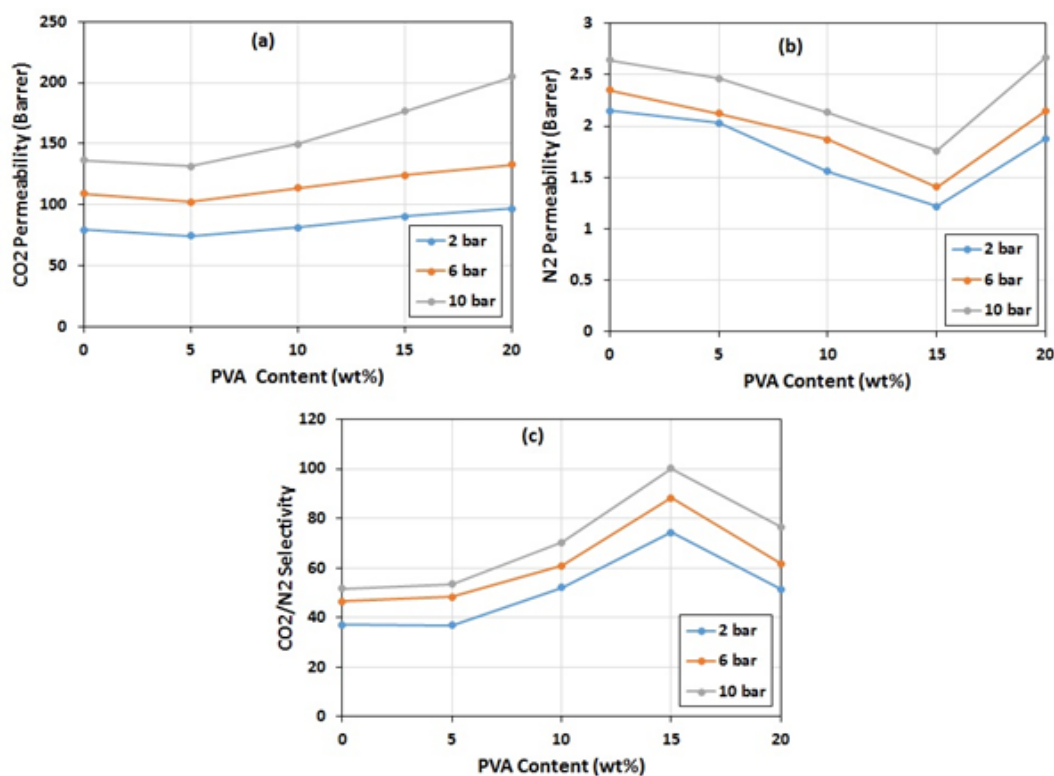 (a)
CO2 Permeability (Barrer)
250
200
150
100
50
0
0 5 10 15 20
PVA Content (wt%)
2 bar
6 bar
10 bar
(b)
N2 Permeability (Barrer)
3
2.5
2
1.5
1
0.5
0
0 5 10 15 20
PVA Content (wt%)
2 bar
6 bar
10 bar
(c)
CO2/N2 Selectivity
120
100
80
60
40
20
0
0 5 10 15 20
PVA Content (wt%)
2 bar
6 bar
10 bar